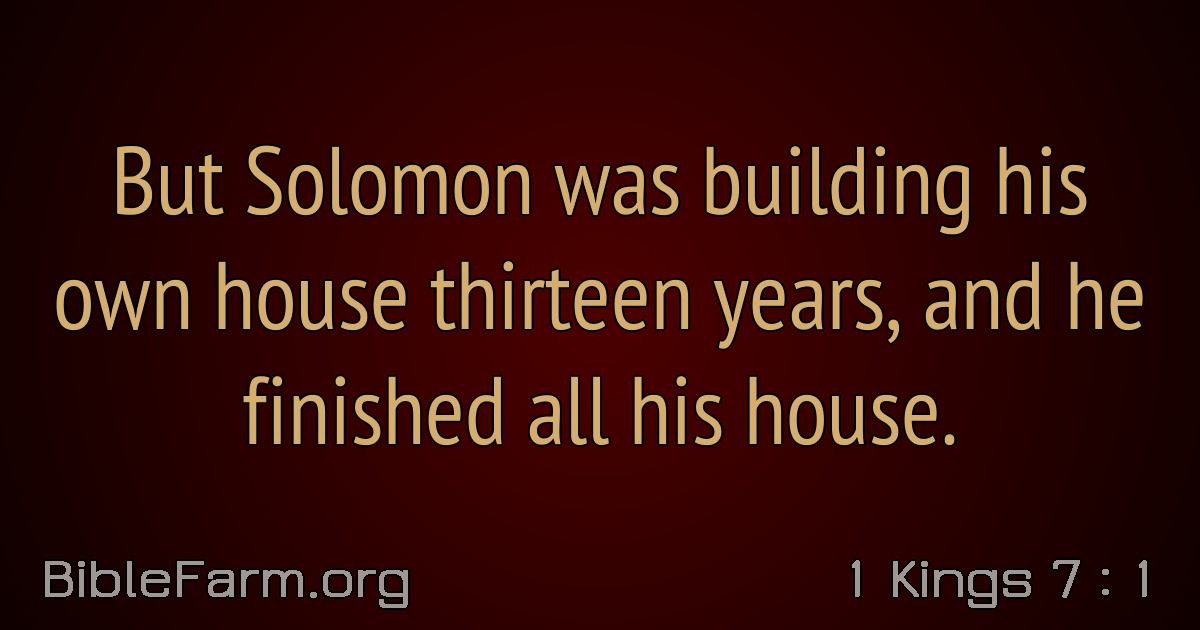 But Solomon was building his
own house thirteen years, and he
finished all his house.
BibleFarm.org
1 Kings 7 : 1